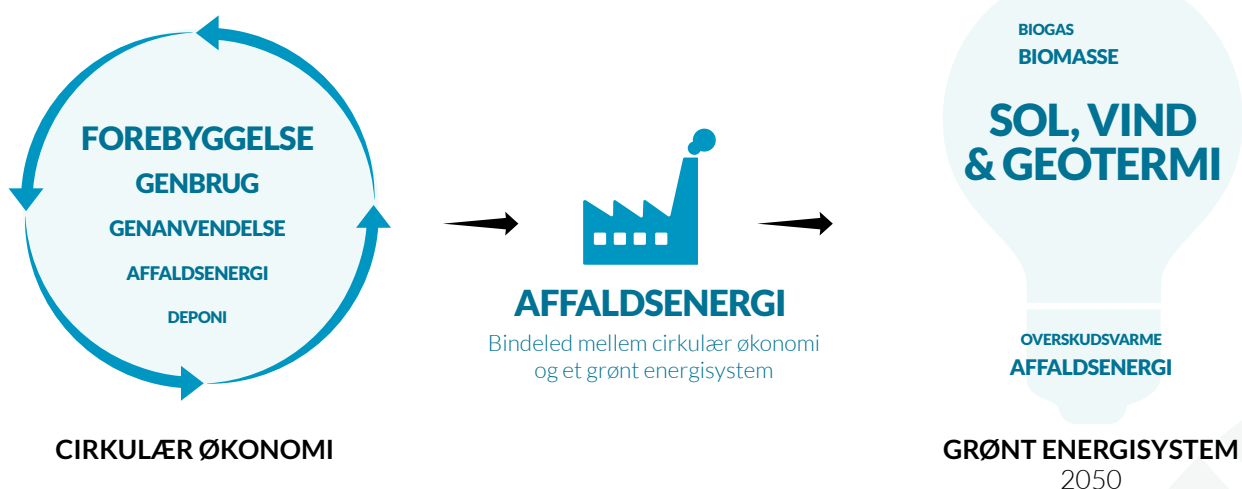 FOREBYGGELSE
GENBRUG
GENANVENDELSE
AFFALDSENERGI
DEPONI
CIRKULÆR ØKONOMI
AFFALDSENERGI
Bindeled mellem cirkulær økonomi
og et grønt energisystem
BIOGAS
BIOMASSE
SOL, VIND
& GEOTERMI
OVERSKUDSVARME
AFFALDSENERGI
GRØNT ENERGISYSTEM
2050